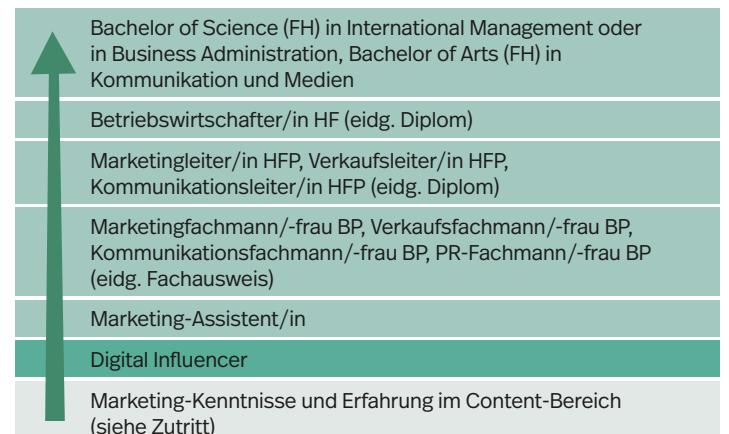 Bachelor of Science (FH) in International Management oder
in Business Administration, Bachelor of Arts (FH) in
Kommunikation und Medien
Betriebswirtschafter/in HF (eidg. Diplom)
Marketingleiter/in HFP, Verkaufsleiter/in HFP,
Kommunikationsleiter/in HFP (eidg. Diplom)
Marketingfachmann/-frau BP, Verkaufsfachmann/-frau BP,
Kommunikationsfachmann/-frau BP, PR-Fachmann/-frau BP
(eidg. Fachausweis)
Marketing-Assistent/in
Digital Influencer
Marketing-Kenntnisse und Erfahrung im Content-Bereich
(siehe Zutritt)